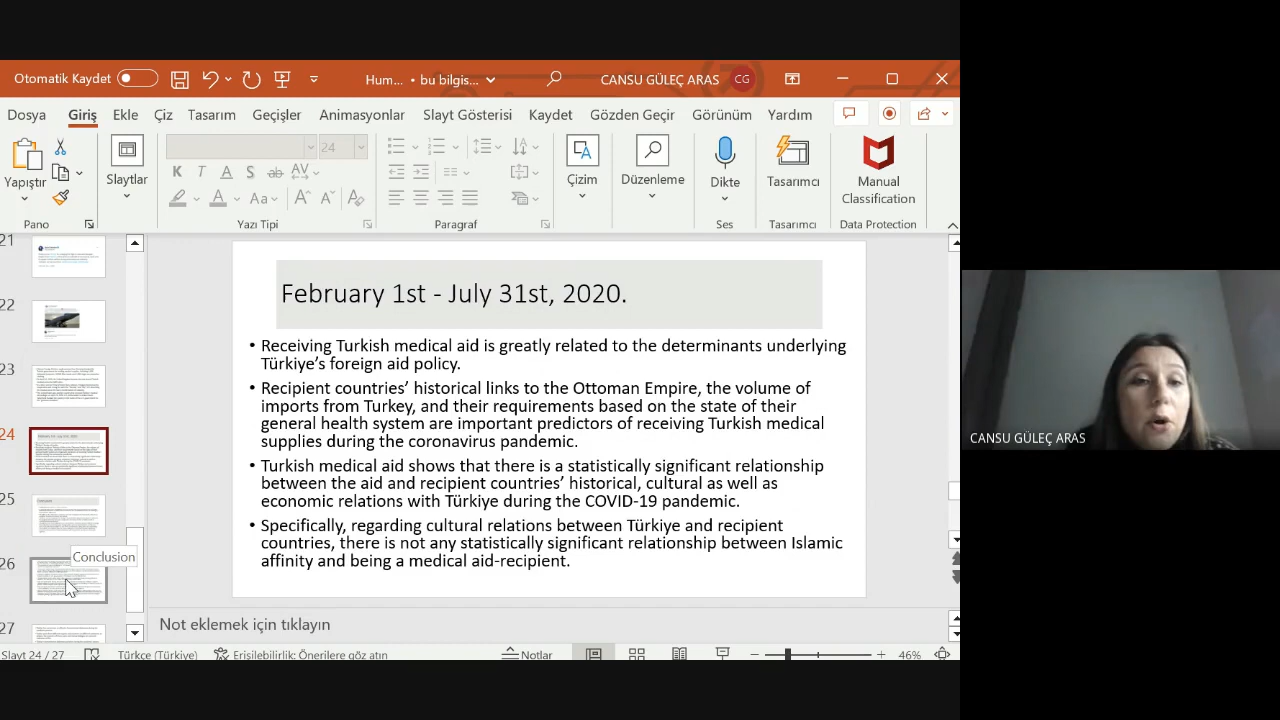 Otomatik Kaydet
Hum... • bu bilgis...
CANSU GÜLEÇ ARAS
CG
Dosya Giriş Ekle Çiz Tasarım Geçişler Animasyonlar Slayt Gösterisi Kaydet Gözden Geçir Görünüm Yardım
Yapıştır
Slaytlar
24
K T A S ab AV
A Aa A A A
Çizim
Düzenleme
Dikte
Tasarımcı
Manual
Classification
Pano
Yazı Tipi
Paragraf
Ses
Tasarımcı
Data Protection
21
22
23
24
25
Conclusion
26
27
February 1st - July 31st, 2020.
• Receiving Turkish medical aid is greatly related to the determinants underlying
Türkiye's foreign aid policy.
• Recipient countries' historical links to the Ottoman Empire, the volume of
imports from Turkey, and their requirements based on the state of their
general health system are important predictors of receiving Turkish medical
supplies during the coronavirus pandemic.
• Turkish medical aid shows that there is a statistically significant relationship
between the aid and recipient countries' historical, cultural as well as
economic relations with Türkiye during the COVID-19 pandemic.
• Specifically, regarding cultural relations between Türkiye and recipient
countries, there is not any statistically significant relationship between Islamic
affinity and being a medical aid-recipient.
Not eklemek için tıklayın
Slayt 24 / 27
Türkçe (Türkiye)
Erişilebilirlik: Önerilere göz atın
Notlar
46%
CANSU GÜLEÇ ARAS